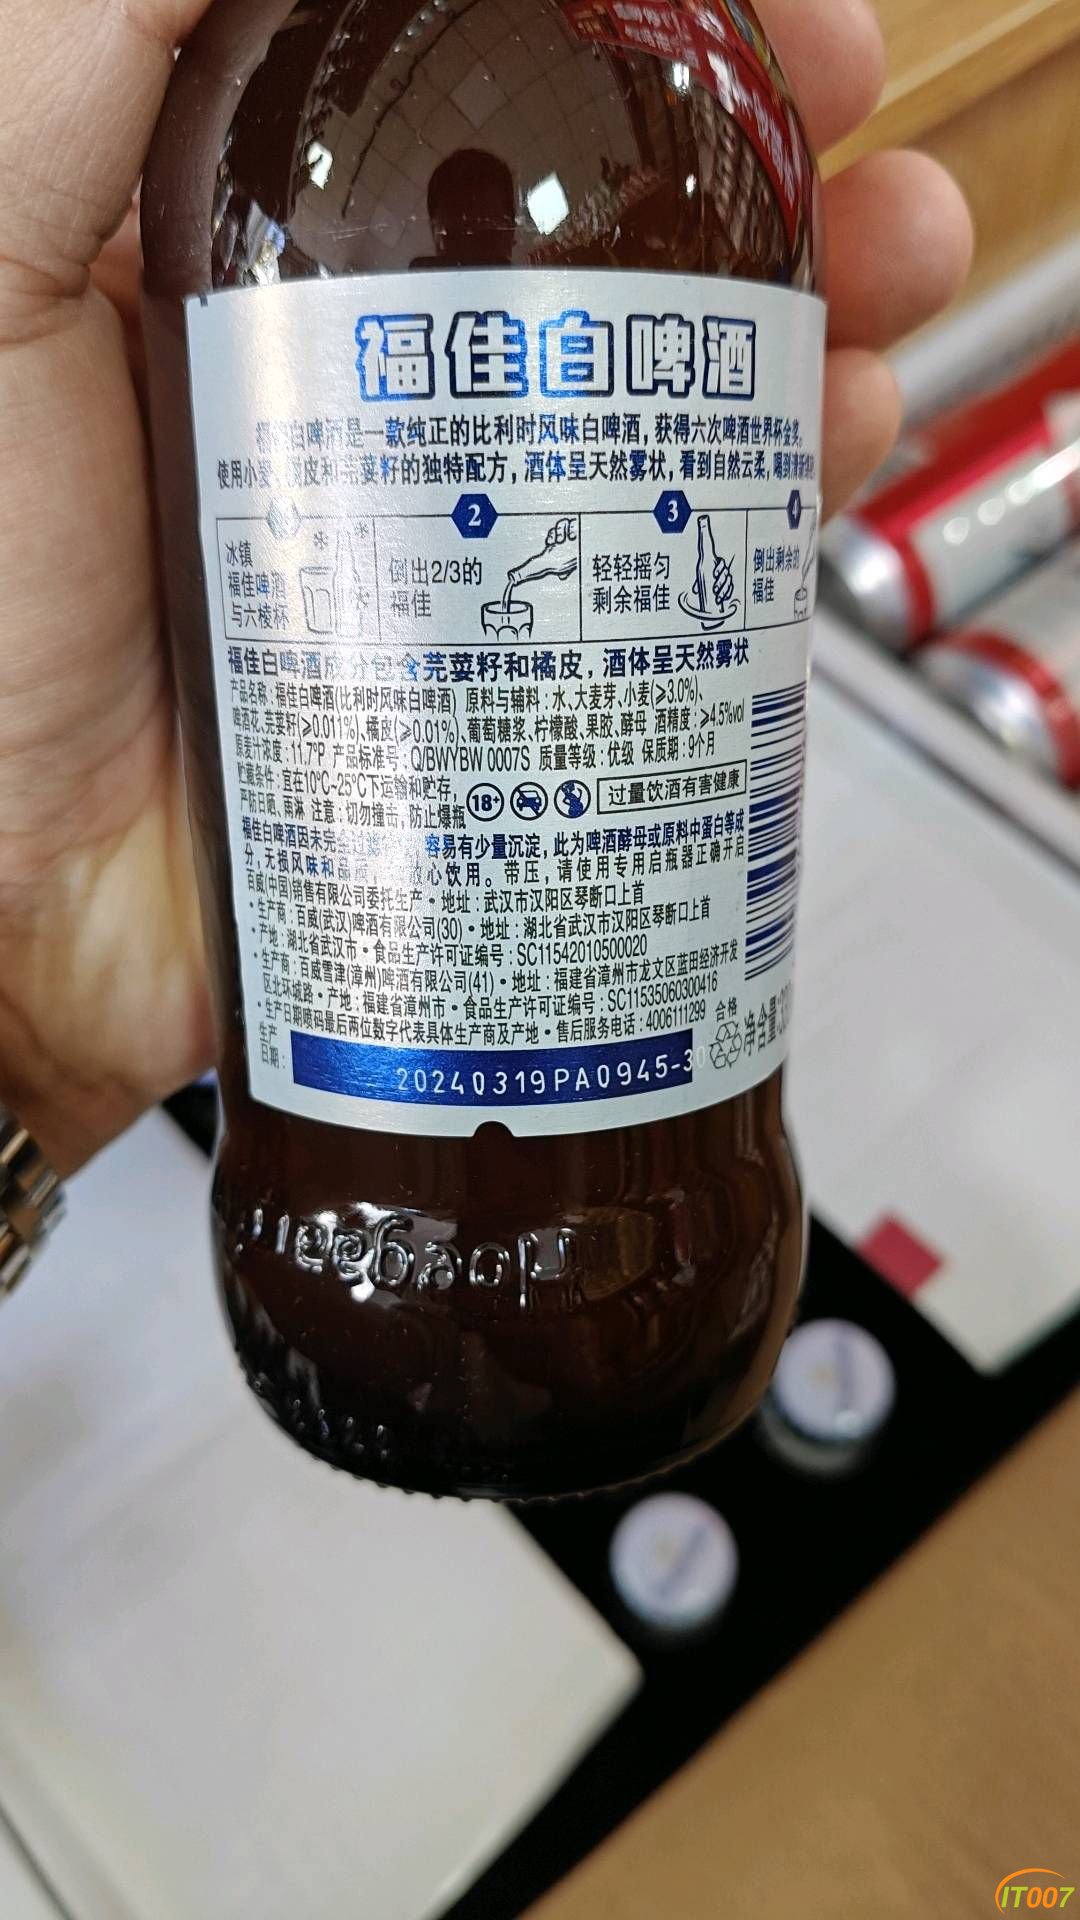 福佳白啤酒
白啤酒是一款纯正的比利时风味白啤酒，获得六次啤酒世界杯金奖。
使用小麦、橘皮和芫荽籽的独特配方，酒体呈天然雾状，看到自然云柔，喝到清新
2
3
4
冰镇
福佳啤酒
与六棱杯
倒出2/3的
福佳
轻轻摇匀
剩余福佳
倒出剩余的
福佳
福佳白啤酒成分包含芫荽籽和橘皮，酒体呈天然雾状
产品名称：福佳白啤酒(比利时风味白啤酒) 原料与辅料：水、大麦芽、小麦(≥3.0%)、
啤酒花、芫荽籽(≥0.011%)、橘皮(≥0.01%)、葡萄糖浆、柠檬酸、果胶、酵母 酒精度：≥4.5%vol
原麦汁浓度：11.7°P 产品标准号：Q/BWYBW 0007S 质量等级：优级 保质期：9个月
贮藏条件：宜在10℃~25℃下运输和贮存，
严防日晒、雨淋 注意：切勿撞击，防止爆瓶
18+
过量饮酒有害健康
福佳白啤酒因未完全过滤 容易有少量沉淀，此为啤酒酵母或原料中蛋白等成
分，无损风味和品质，放心饮用。带压，请使用专用启瓶器正确开启
百威(中国)销售有限公司委托生产・地址：武汉市汉阳区琴断口上首
・生产商：百威(武汉)啤酒有限公司(30)・地址：湖北省武汉市汉阳区琴断口上首
・产地：湖北省武汉市・食品生产许可证编号：SC11542010500020
・生产商：百威雪津(漳州)啤酒有限公司(41)・地址：福建省漳州市龙文区蓝田经济开发
区北环城路・产地：福建省漳州市・食品生产许可证编号：SC11535060300416
・生产日期喷码最后两位数字代表具体生产商及产地・售后服务电话：4006111299
合格
净含量:
生产
日期：
20240319PA0945-30
Hoegaarden
IT007